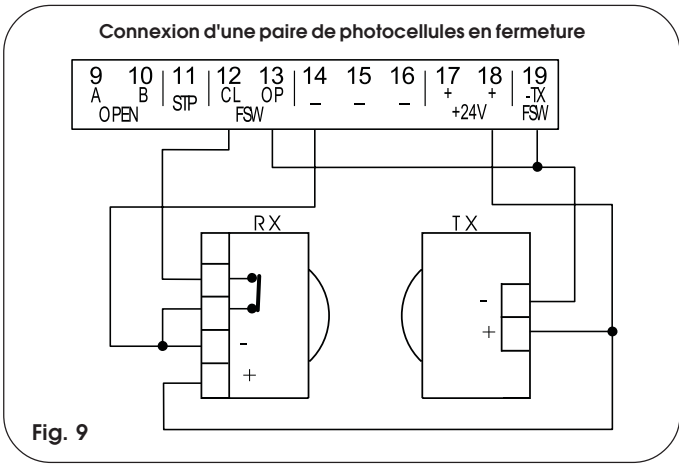 Connexion d'une paire de photocellules en fermeture
9 10 11 12 13 14 15 16 17 18 19
A B STP CL OP – – – + + -TX
OPEN FSW +24V FSW
RX TX
-
+
-
+
Fig. 9